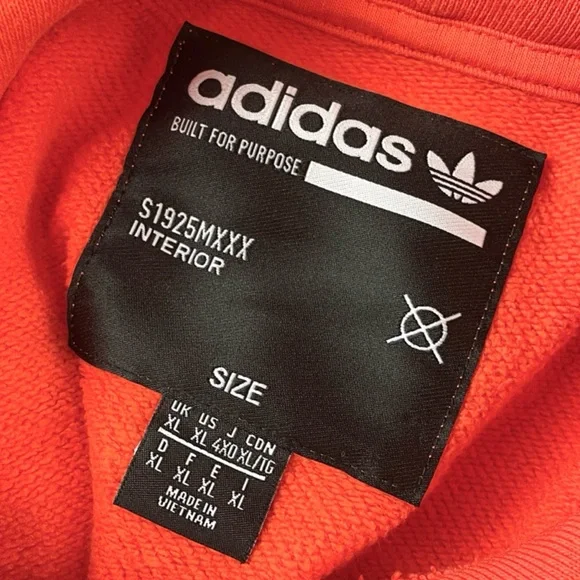 adidas
BUILT FOR PURPOSE
S1925MXXX
INTERIOR
SIZE
UK US J CDN
XL XL 4XO XL/TG
D F E I
XL XL XL XL
MADE IN
VIETNAM